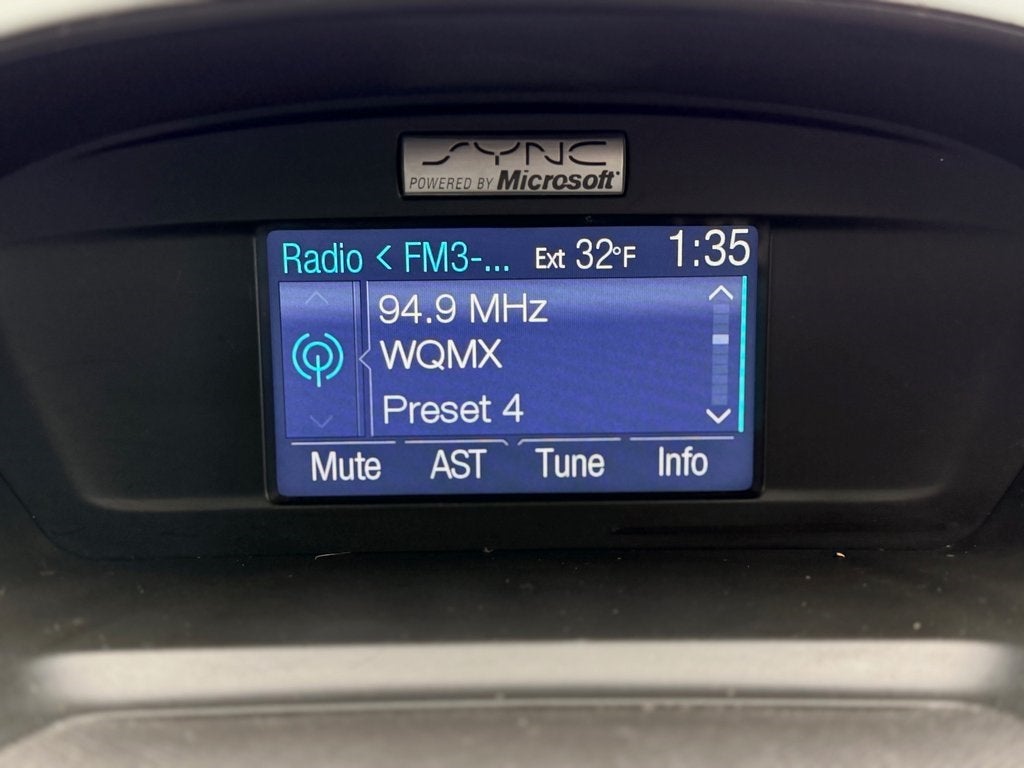 SYNC
POWERED BY Microsoft
Radio < FM3-... Ext 32°F 1:35
94.9 MHz
WQMX
Preset 4
Mute AST Tune Info